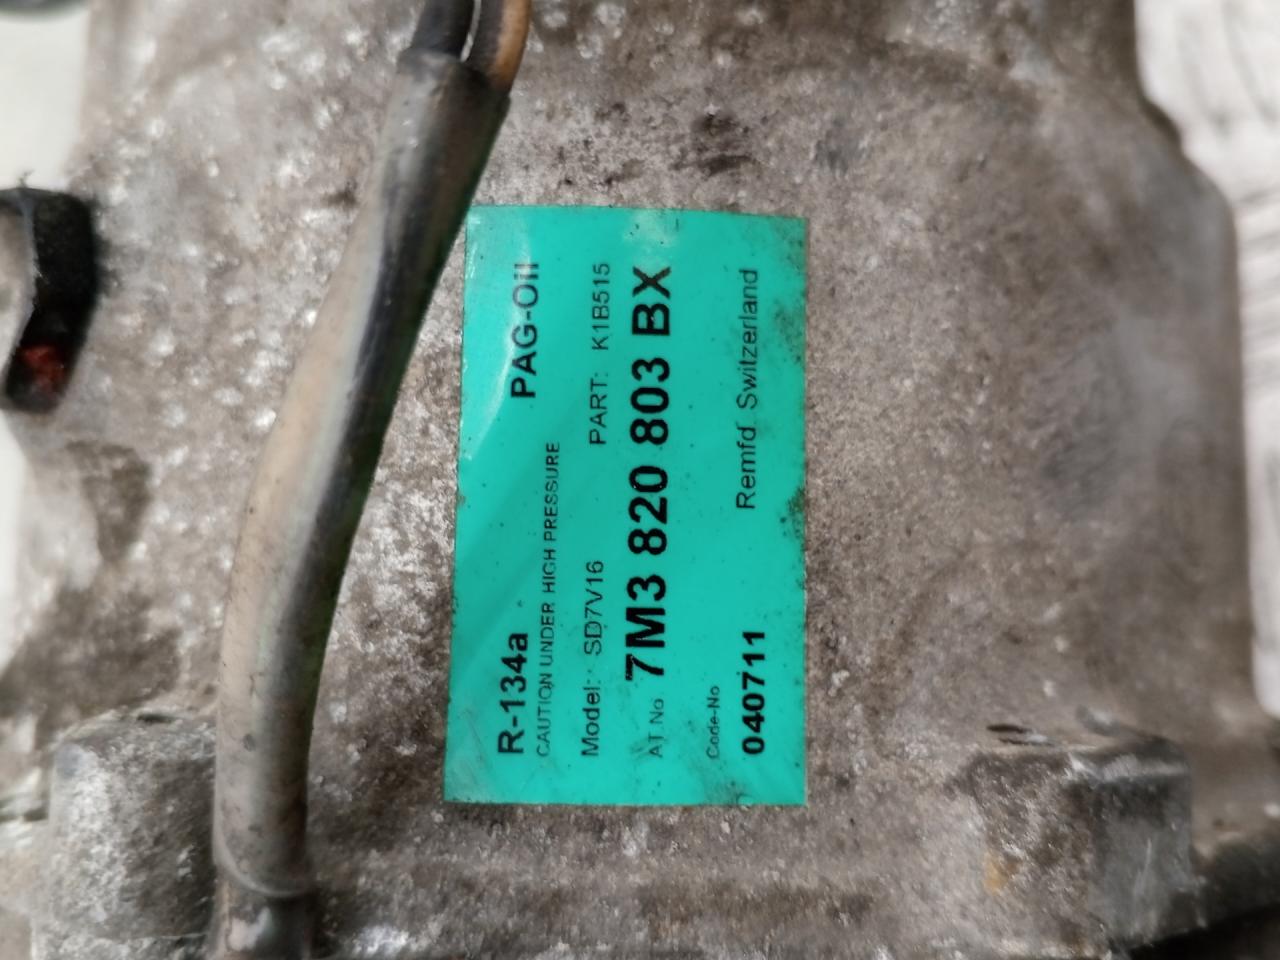 R-134a PAG-Oil
CAUTION UNDER HIGH PRESSURE
Model: SD7V16 PART: K1B515
AT.No 7M3 820 803 BX
Code-No
040711 Remfd. Switzerland